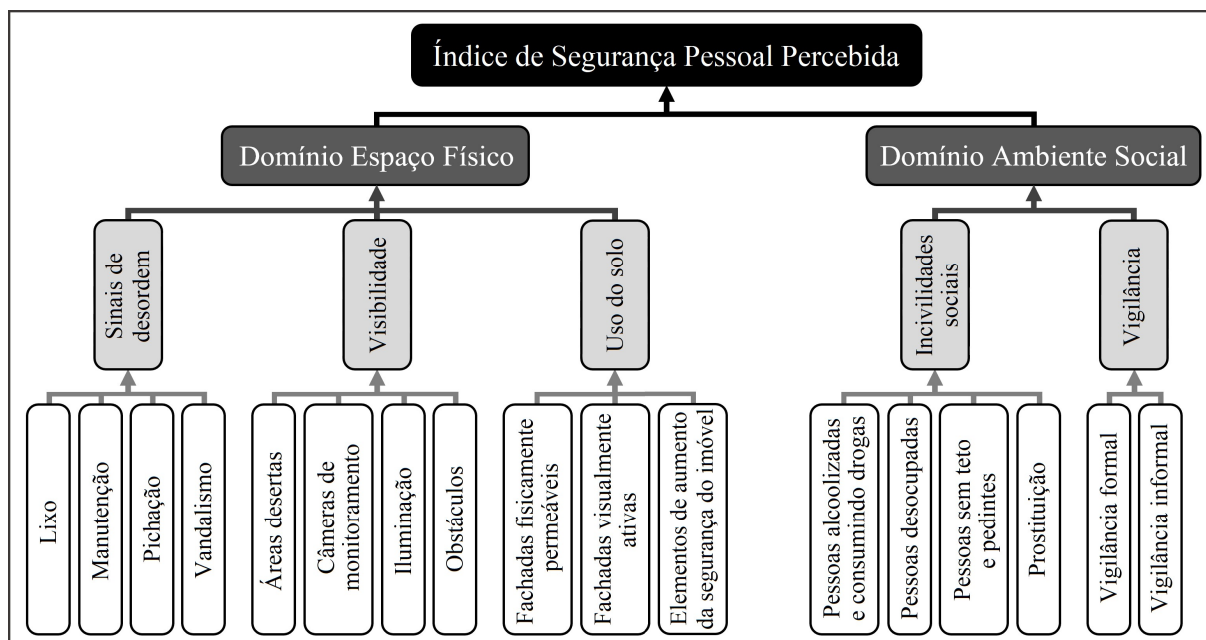 Índice de Segurança Pessoal Percebida
Domínio Espaço Físico
Domínio Ambiente Social
Sinais de
desordem
Visibilidade
Uso do solo
Incivilidades
sociais
Vigilância
Lixo
Manutenção
Pichação
Vandalismo
Áreas desertas
Câmeras de
monitoramento
Iluminação
Obstáculos
Fachadas fisicamente
permeáveis
Fachadas visualmente
ativas
Elementos de aumento
da segurança do imóvel
Pessoas alcoolizadas
e consumindo drogas
Pessoas desocupadas
Pessoas sem teto
e pedintes
Prostituição
Vigilância formal
Vigilância informal